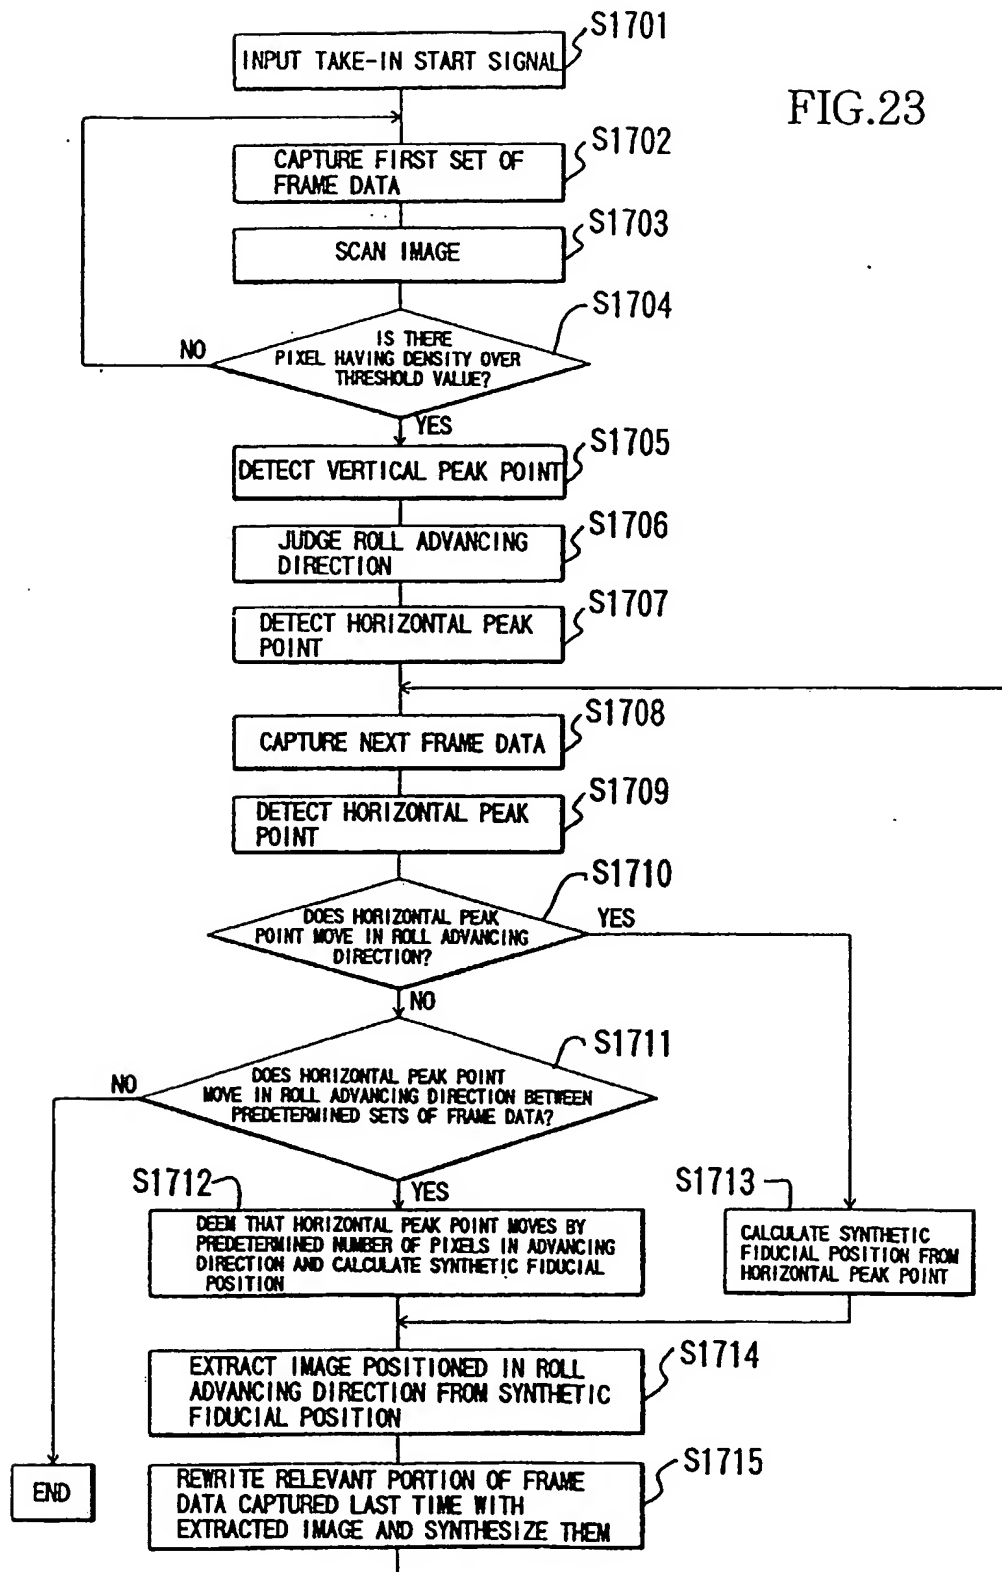 S1701
INPUT TAKE-IN START SIGNAL
FIG.23
S1702
CAPTURE FIRST SET OF
FRAME DATA
S1703
SCAN IMAGE
S1704
IS THERE
PIXEL HAVING DENSITY OVER
THRESHOLD VALUE?
NO
YES
S1705
DETECT VERTICAL PEAK POINT
S1706
JUDGE ROLL ADVANCING
DIRECTION
S1707
DETECT HORIZONTAL PEAK
POINT
S1708
CAPTURE NEXT FRAME DATA
S1709
DETECT HORIZONTAL PEAK
POINT
S1710
DOES HORIZONTAL PEAK
POINT MOVE IN ROLL ADVANCING
DIRECTION?
YES
NO
S1711
DOES HORIZONTAL PEAK POINT
MOVE IN ROLL ADVANCING DIRECTION BETWEEN
PREDETERMINED SETS OF FRAME DATA?
NO
YES
S1712
DEEM THAT HORIZONTAL PEAK POINT MOVES BY
PREDETERMINED NUMBER OF PIXELS IN ADVANCING
DIRECTION AND CALCULATE SYNTHETIC FIDUCIAL
POSITION
S1713
CALCULATE SYNTHETIC
FIDUCIAL POSITION FROM
HORIZONTAL PEAK POINT
S1714
EXTRACT IMAGE POSITIONED IN ROLL
ADVANCING DIRECTION FROM SYNTHETIC
FIDUCIAL POSITION
S1715
REWRITE RELEVANT PORTION OF FRAME
DATA CAPTURED LAST TIME WITH
EXTRACTED IMAGE AND SYNTHESIZE THEM
END